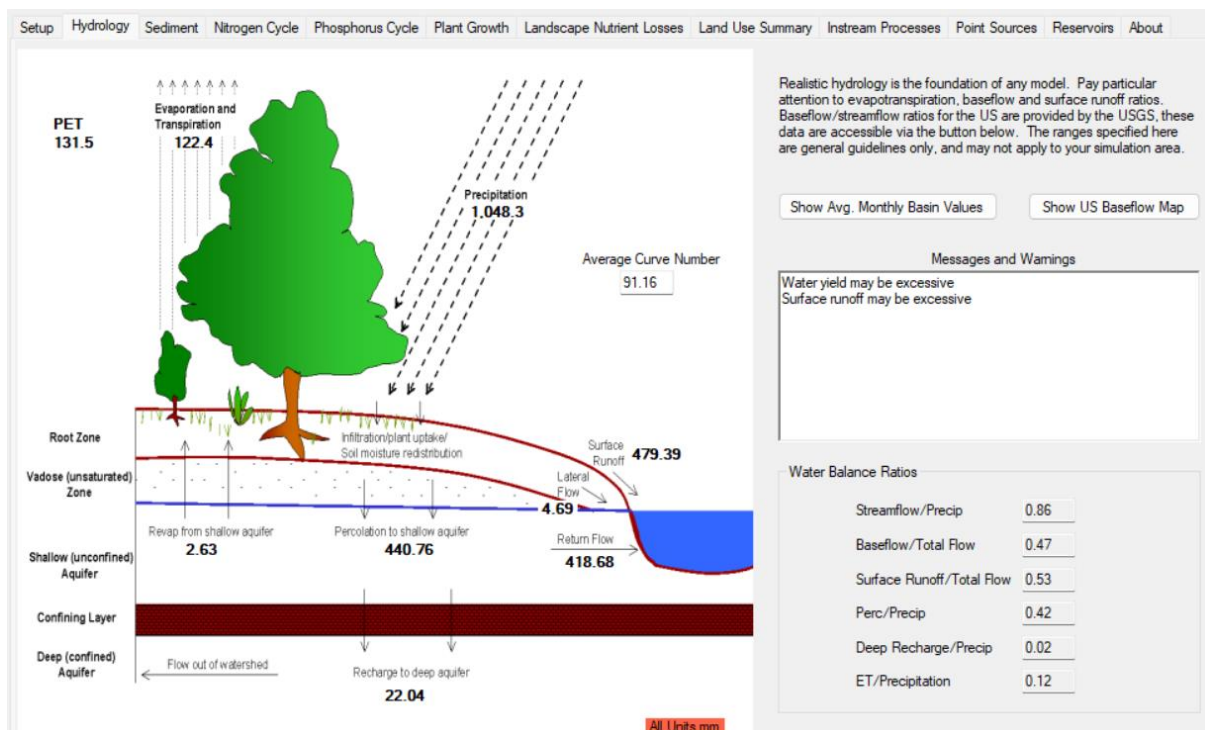 Setup Hydrology Sediment Nitrogen Cycle Phosphorus Cycle Plant Growth Landscape Nutrient Losses Land Use Summary Instream Processes Point Sources Reservoirs About
PET
131.5
Evaporation and
Transpiration
122.4
Precipitation
1,048.3
Average Curve Number
91.16
Root Zone
Infiltration/plant uptake/
Soil moisture redistribution
Surface
Runoff
479.39
Vadose (unsaturated)
Zone
Lateral
Flow
4.69
Revap from shallow aquifer
2.63
Percolation to shallow aquifer
440.76
Return Flow
418.68
Shallow (unconfined)
Aquifer
Confining Layer
Deep (confined)
Aquifer
Flow out of watershed
Recharge to deep aquifer
22.04
All Units mm
Realistic hydrology is the foundation of any model. Pay particular
attention to evapotranspiration, baseflow and surface runoff ratios.
Baseflow/streamflow ratios for the US are provided by the USGS, these
data are accessible via the button below. The ranges specified here
are general guidelines only, and may not apply to your simulation area.
Show Avg. Monthly Basin Values Show US Baseflow Map
Messages and Warnings
Water yield may be excessive
Surface runoff may be excessive
Water Balance Ratios
Streamflow/Precip 0.86
Baseflow/Total Flow 0.47
Surface Runoff/Total Flow 0.53
Perc/Precip 0.42
Deep Recharge/Precip 0.02
ET/Precipitation 0.12